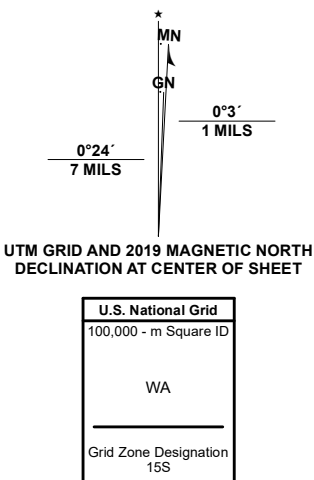 ★
MN
GN
0°3´
1 MILS
0°24´
7 MILS
UTM GRID AND 2019 MAGNETIC NORTH
DECLINATION AT CENTER OF SHEET
U.S. National Grid
100,000 - m Square ID
WA
Grid Zone Designation
15S